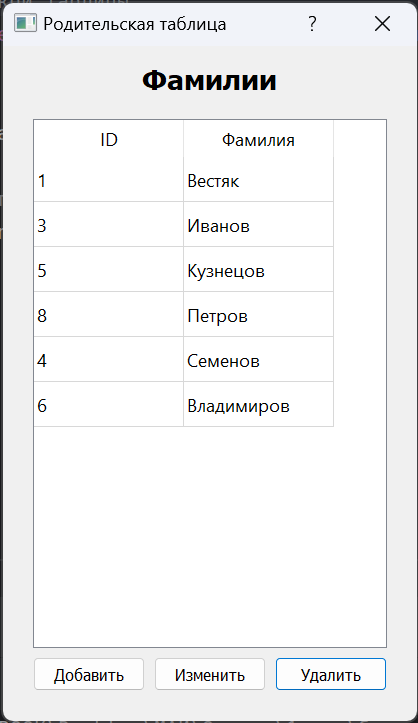 Родительская таблица ?
Фамилии
ID Фамилия
1 Вестяк
3 Иванов
5 Кузнецов
8 Петров
4 Семенов
6 Владимиров
Добавить Изменить Удалить